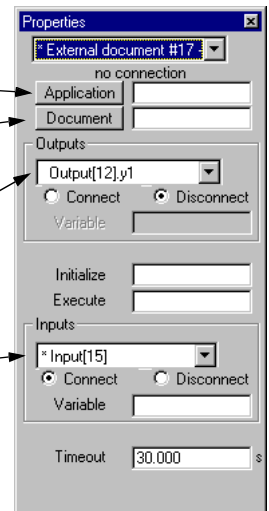 Properties
* External document #17 -
no connection
Application
Document
Outputs
Output[12].y1
Connect Disconnect
Variable
Initialize
Execute
Inputs
* Input[15]
Connect Disconnect
Variable
Timeout 30.000 s